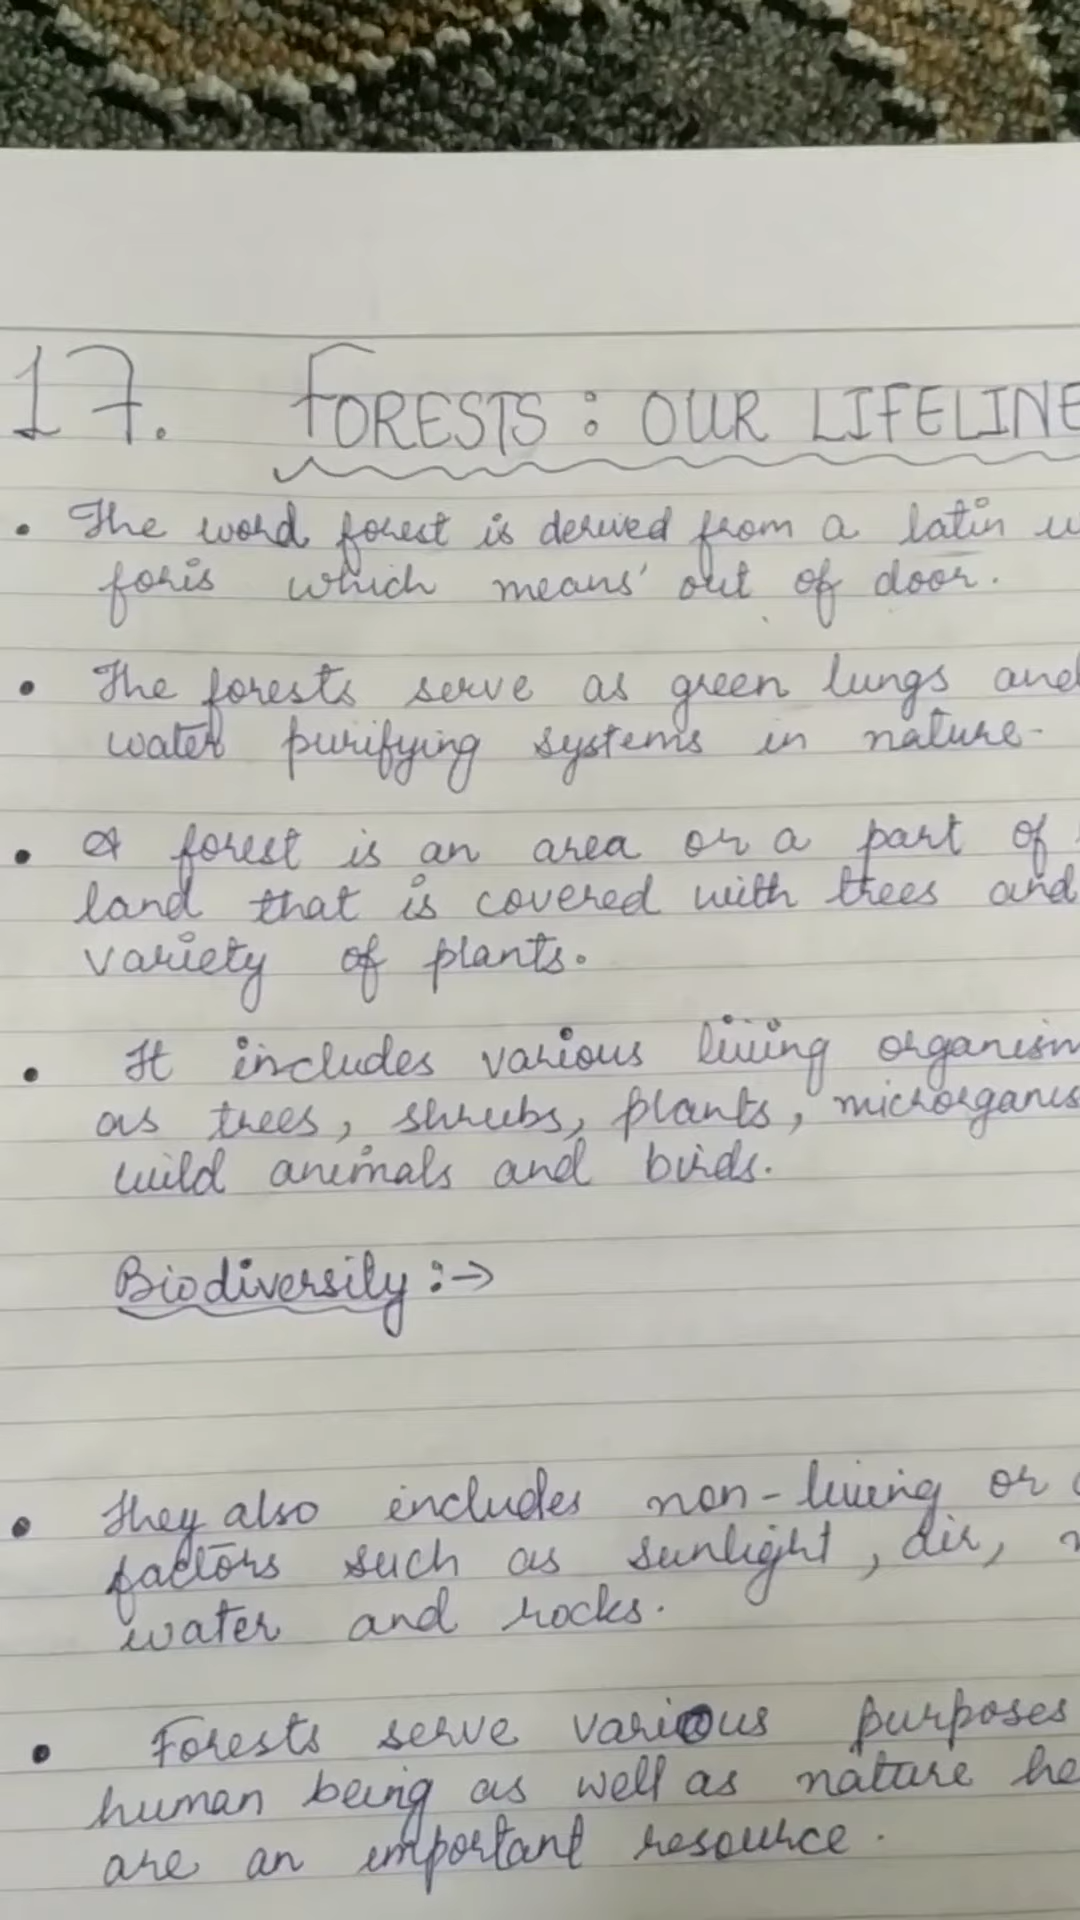 17. FORESTS : OUR LIFELINE
• The word forest is derived from a latin
foris which means' out of door.
• The forests serve as green lungs and
water purifying systems in nature.
• A forest is an area or a part of
land that is covered with trees and
variety of plants.
• It includes various living organism
as trees, shrubs, plants, microrganis
wild animals and birds.
Biodiversity :→
• They also includes non-living or
factors such as sunlight, air,
water and rocks.
• Forests serve various purposes
human being as well as nature he
are an important resource.